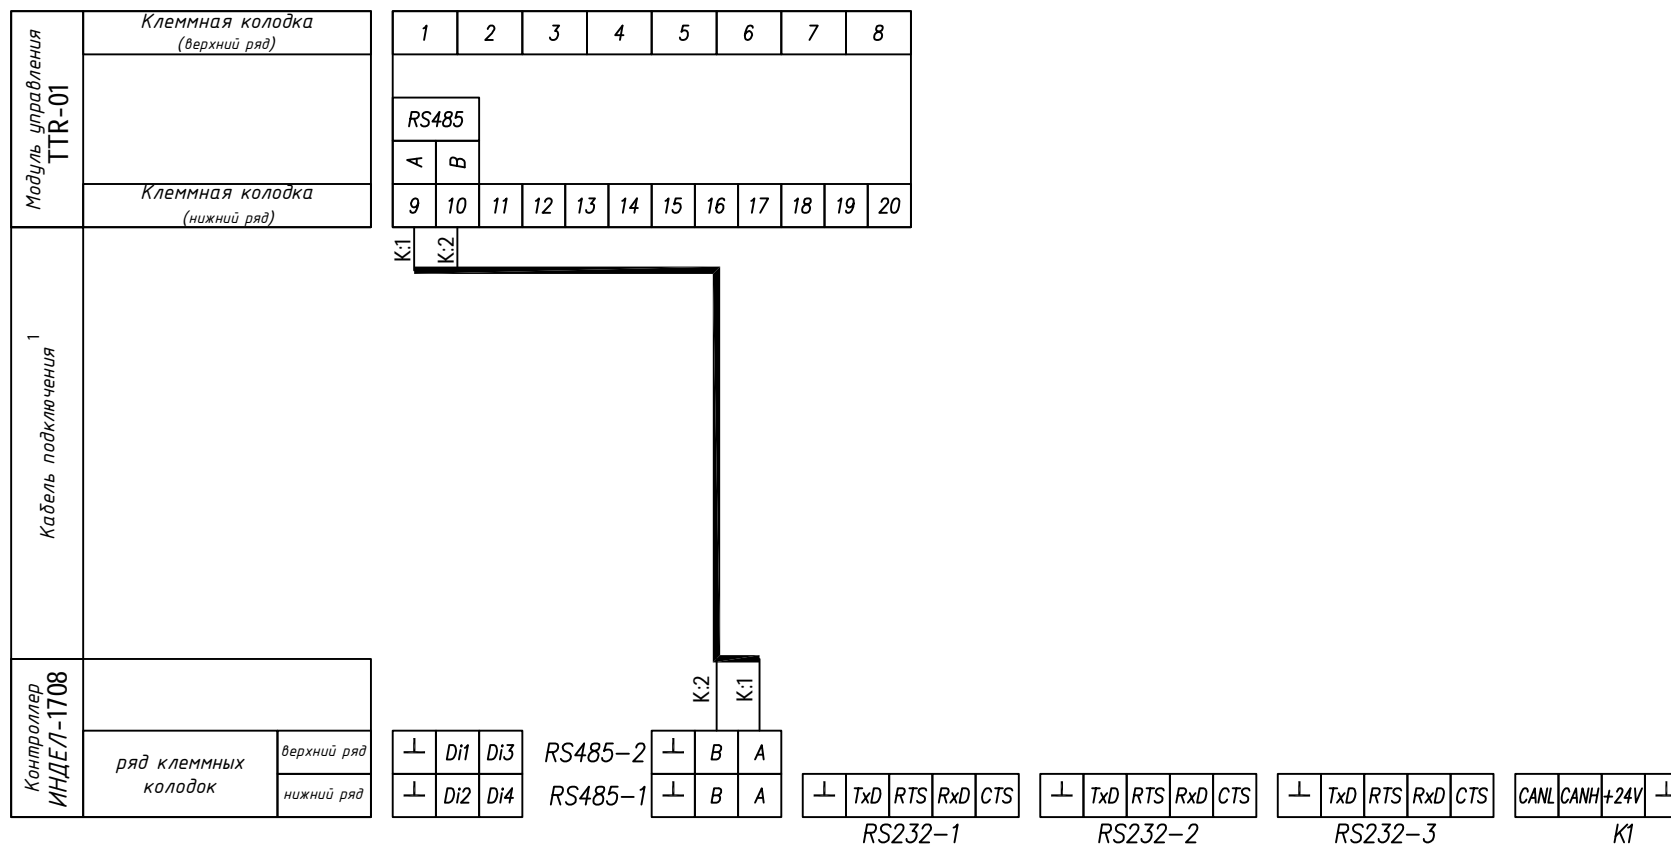 Модуль управления
TTR-01
Клеммная колодка
(верхний ряд)
1 2 3 4 5 6 7 8
RS485
A B
Клеммная колодка
(нижний ряд)
9 10 11 12 13 14 15 16 17 18 19 20
К:1 К:2
Кабель подключения 1
К:2 К:1
Контроллер
ИНДЕЛ-1708
ряд клеммных
колодок
верхний ряд
нижний ряд
⊥ Di1 Di3 RS485-2 ⊥ B A
⊥ Di2 Di4 RS485-1 ⊥ B A ⊥ TxD RTS RxD CTS ⊥ TxD RTS RxD CTS ⊥ TxD RTS RxD CTS CANL CANH +24V ⊥
RS232-1 RS232-2 RS232-3 K1